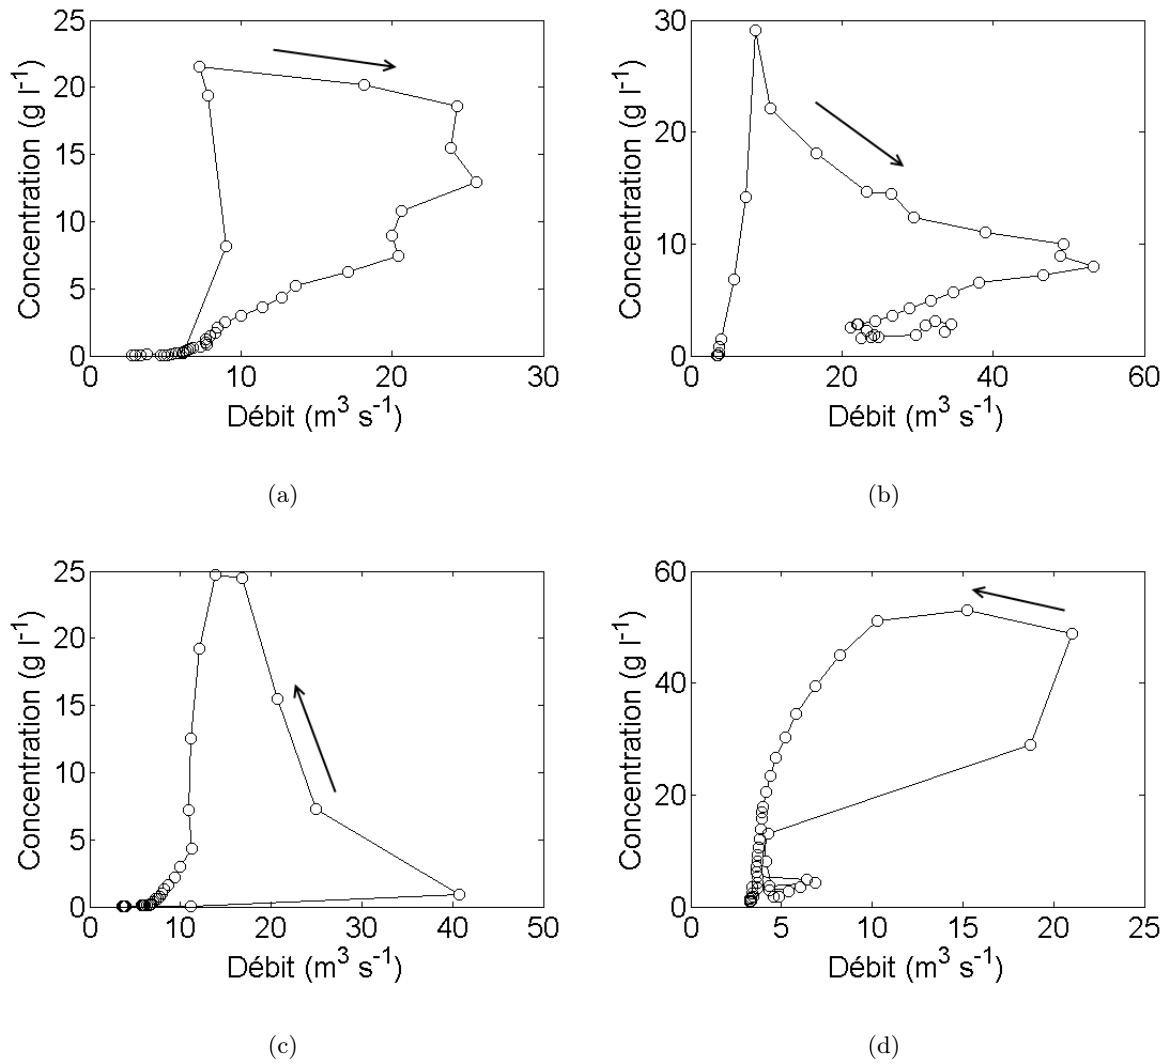 25
20
15
10
5
0
Concentration (g l⁻¹)
0 10 20 30
Débit (m³ s⁻¹)
(a)
30
20
10
0
Concentration (g l⁻¹)
0 20 40 60
Débit (m³ s⁻¹)
(b)
25
20
15
10
5
0
Concentration (g l⁻¹)
0 10 20 30 40 50
Débit (m³ s⁻¹)
(c)
60
40
20
0
Concentration (g l⁻¹)
0 5 10 15 20 25
Débit (m³ s⁻¹)
(d)